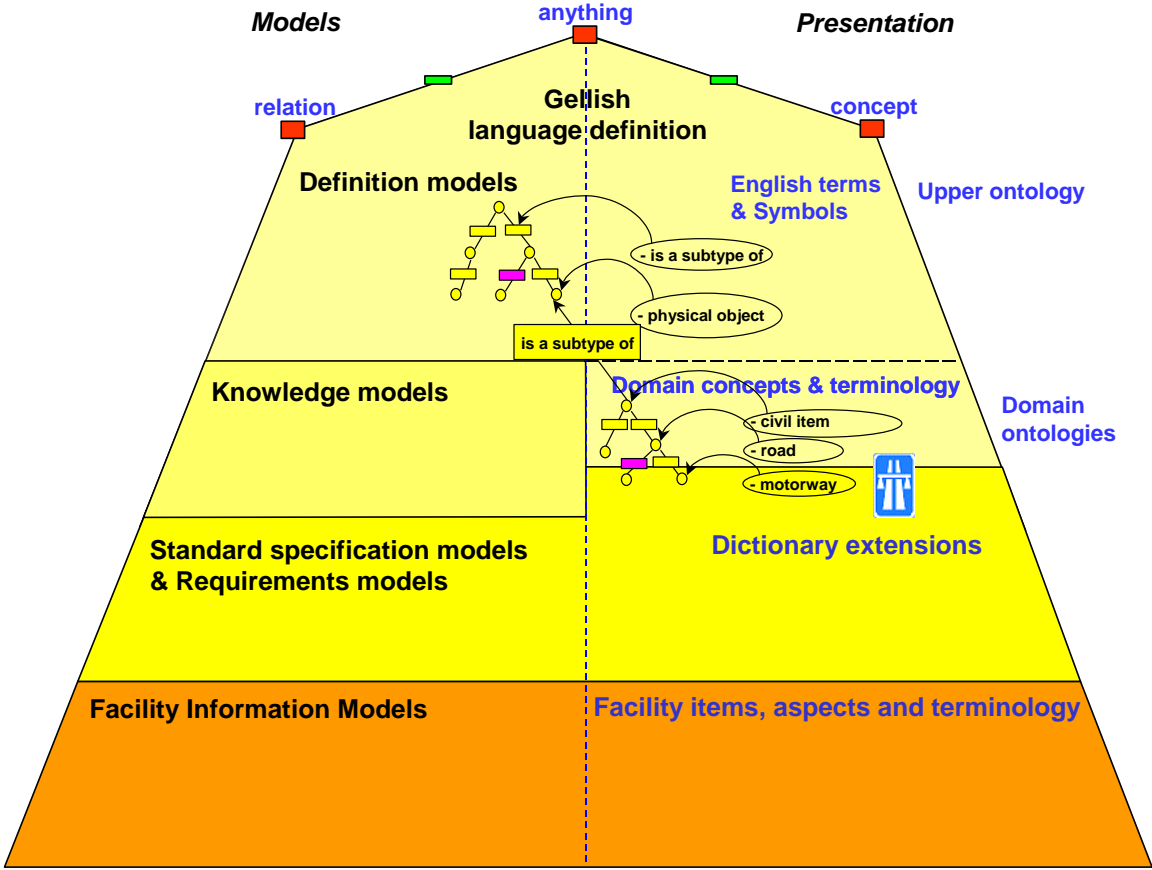 Models
anything
Presentation
relation
Gellish
language definition
concept
Definition models
English terms
& Symbols
Upper ontology
- is a subtype of
- physical object
is a subtype of
Knowledge models
Domain concepts & terminology
Domain
ontologies
- civil item
- road
- motorway
Standard specification models
& Requirements models
Dictionary extensions
Facility Information Models
Facility items, aspects and terminology